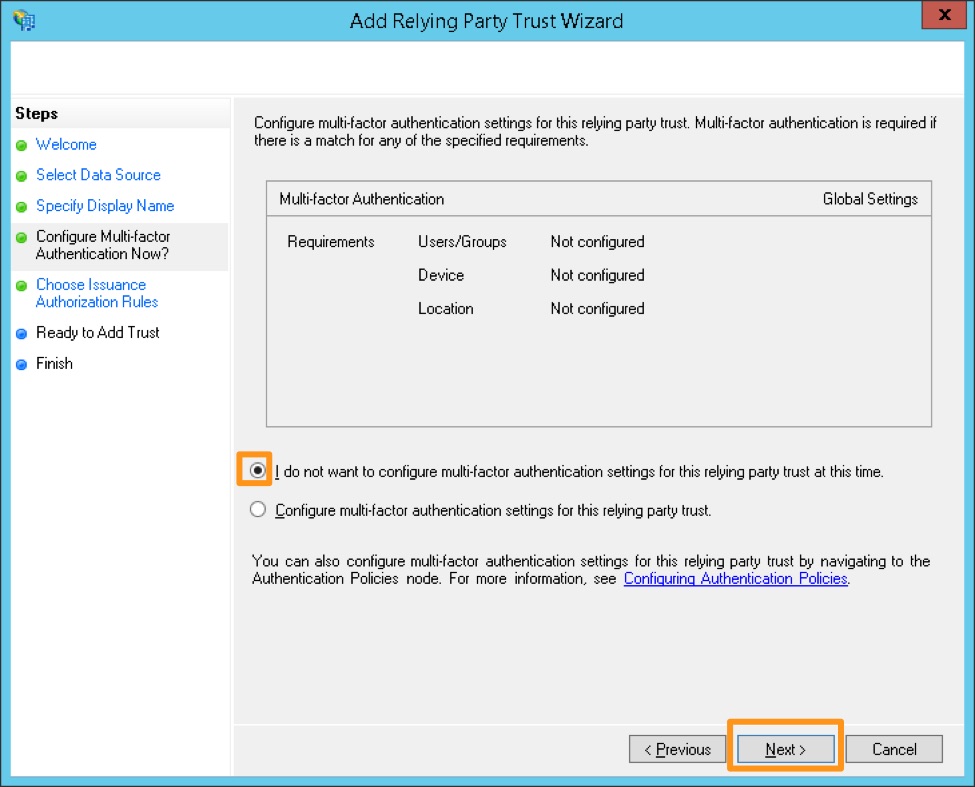 Add Relying Party Trust Wizard
X
Steps
Welcome
Select Data Source
Specify Display Name
Configure Multi-factor
Authentication Now?
Choose Issuance
Authorization Rules
Ready to Add Trust
Finish
Configure multi-factor authentication settings for this relying party trust. Multi-factor authentication is required if
there is a match for any of the specified requirements.
Multi-factor Authentication Global Settings
Requirements Users/Groups Not configured
Device Not configured
Location Not configured
I do not want to configure multi-factor authentication settings for this relying party trust at this time.
Configure multi-factor authentication settings for this relying party trust.
You can also configure multi-factor authentication settings for this relying party trust by navigating to the
Authentication Policies node. For more information, see Configuring Authentication Policies.
< Previous Next > Cancel